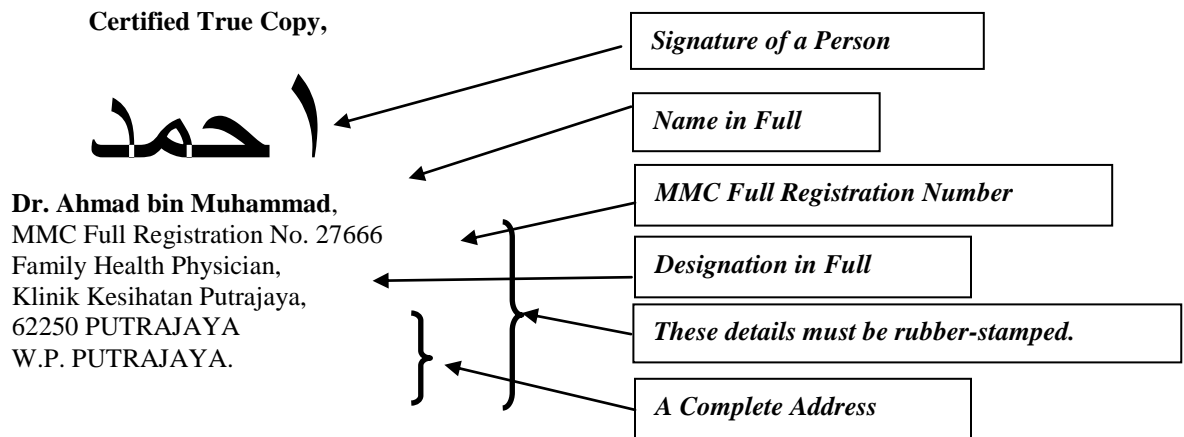 Certified True Copy,
احمد
Dr. Ahmad bin Muhammad,
MMC Full Registration No. 27666
Family Health Physician,
Klinik Kesihatan Putrajaya,
62250 PUTRAJAYA
W.P. PUTRAJAYA.
Signature of a Person
Name in Full
MMC Full Registration Number
Designation in Full
These details must be rubber-stamped.
A Complete Address